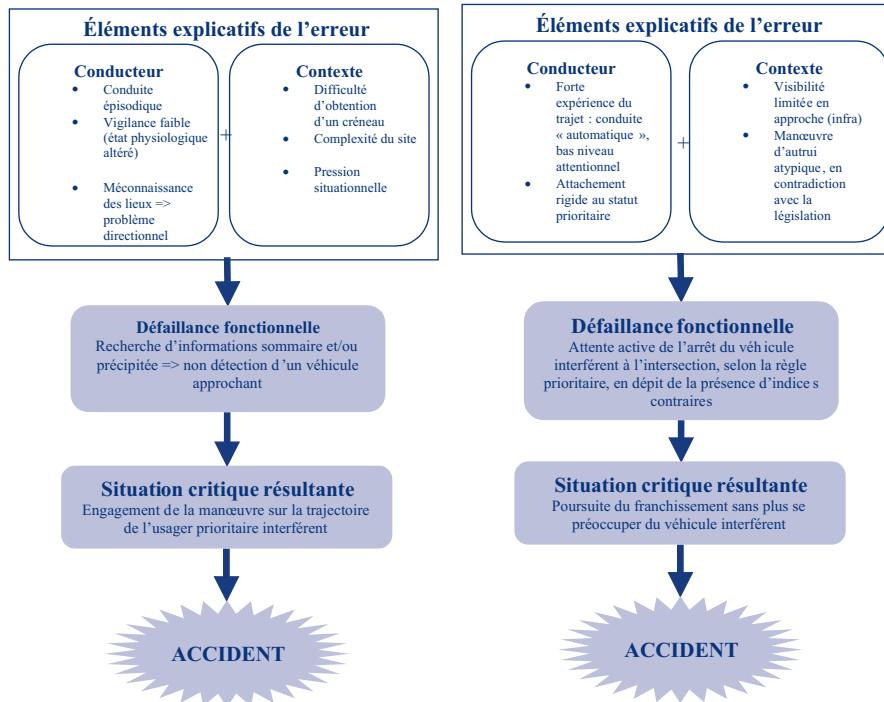 Éléments explicatifs de l'erreur
Conducteur
• Conduite
épisodique
• Vigilance faible
(état physiologique
altéré)
• Méconnaissance
des lieux =>
problème
directionnel
+
Contexte
• Difficulté
d'obtention
d'un créneau
• Complexité du site
• Pression
situationnelle
Défaillance fonctionnelle
Recherche d'informations sommaire et/ou
précipitée => non détection d'un véhicule
approchant
Situation critique résultante
Engagement de la manœuvre sur la trajectoire
de l'usager prioritaire interférent
ACCIDENT
Éléments explicatifs de l'erreur
Conducteur
• Forte
expérience du
trajet : conduite
« automatique »,
bas niveau
attentionnel
• Attachement
rigide au statut
prioritaire
+
Contexte
• Visibilité
limitée en
approche (infra)
• Manœuvre
d'autrui
atypique, en
contradiction
avec la
législation
Défaillance fonctionnelle
Attente active de l'arrêt du véhicule
interférent à l'intersection, selon la règle
prioritaire, en dépit de la présence d'indices
contraires
Situation critique résultante
Poursuite du franchissement sans plus se
préoccuper du véhicule interférent
ACCIDENT